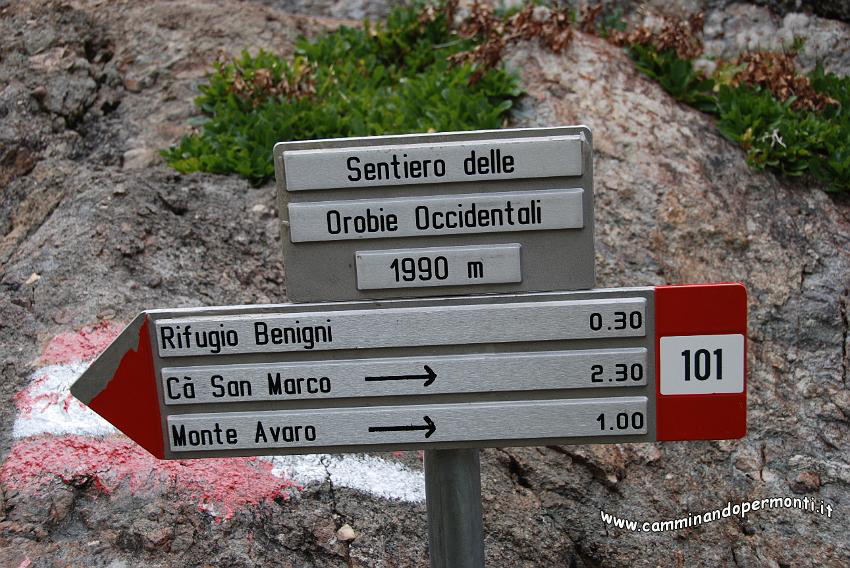 Sentiero delle
Orobie Occidentali
1990 m
Rifugio Benigni 0.30
Cà San Marco → 2.30
Monte Avaro → 1.00
101
www.camminandopermonti.it